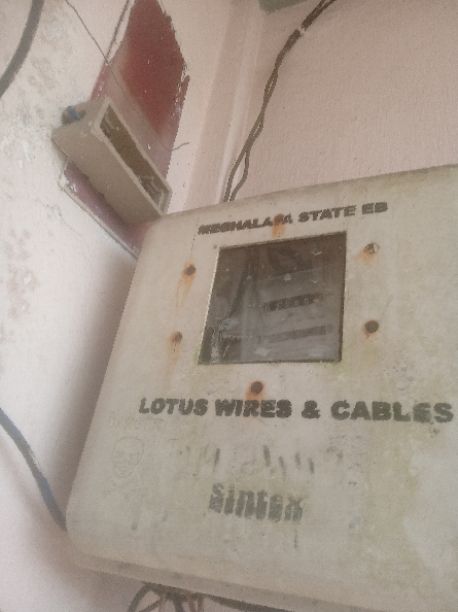 MEGHALAYA STATE EB
LOTUS WIRES & CABLES
Sintex